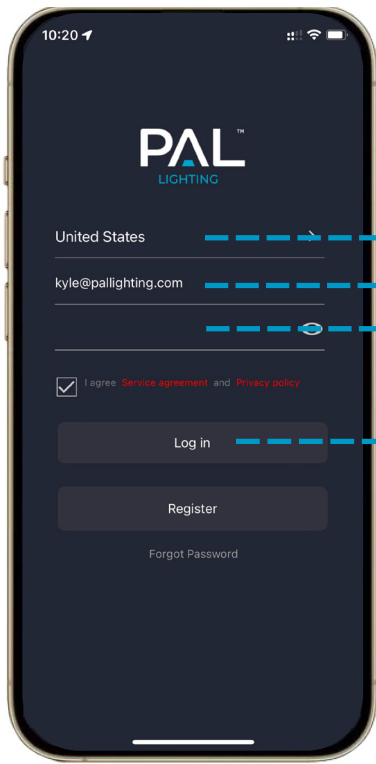 10:20
PAL™
LIGHTING
United States
kyle@pallighting.com
I agree Service agreement and Privacy policy
Log in
Register
Forgot Password